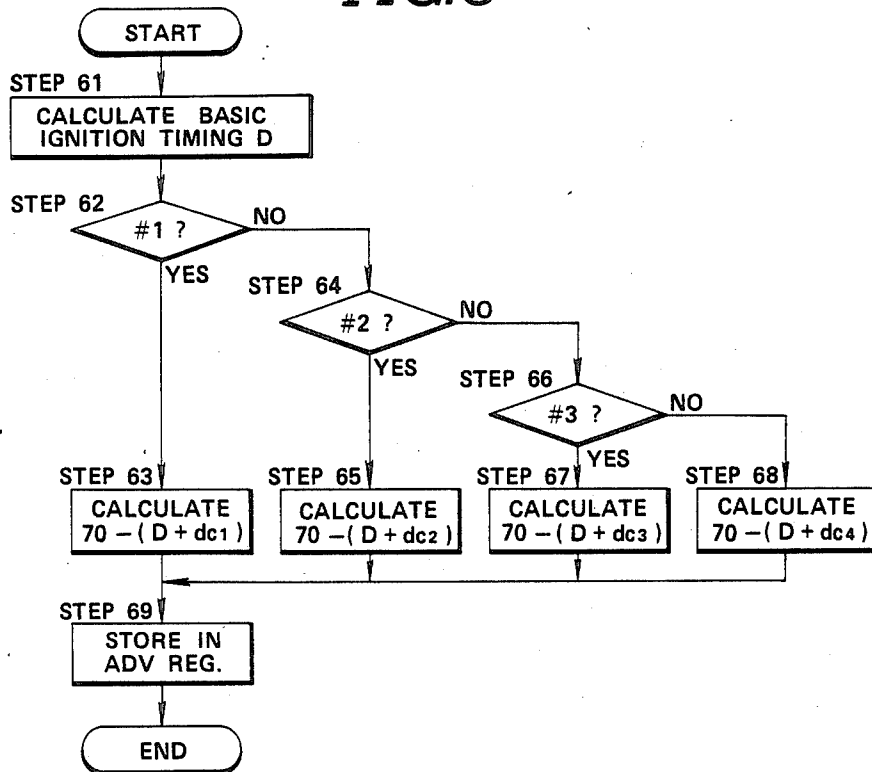 START
STEP 61
CALCULATE BASIC
IGNITION TIMING D
STEP 62
#1 ?
NO
YES
STEP 64
#2 ?
NO
YES
STEP 66
#3 ?
NO
YES
STEP 63
CALCULATE
70 – ( D + dc1 )
STEP 65
CALCULATE
70 – ( D + dc2 )
STEP 67
CALCULATE
70 – ( D + dc3 )
STEP 68
CALCULATE
70 – ( D + dc4 )
STEP 69
STORE IN
ADV REG.
END